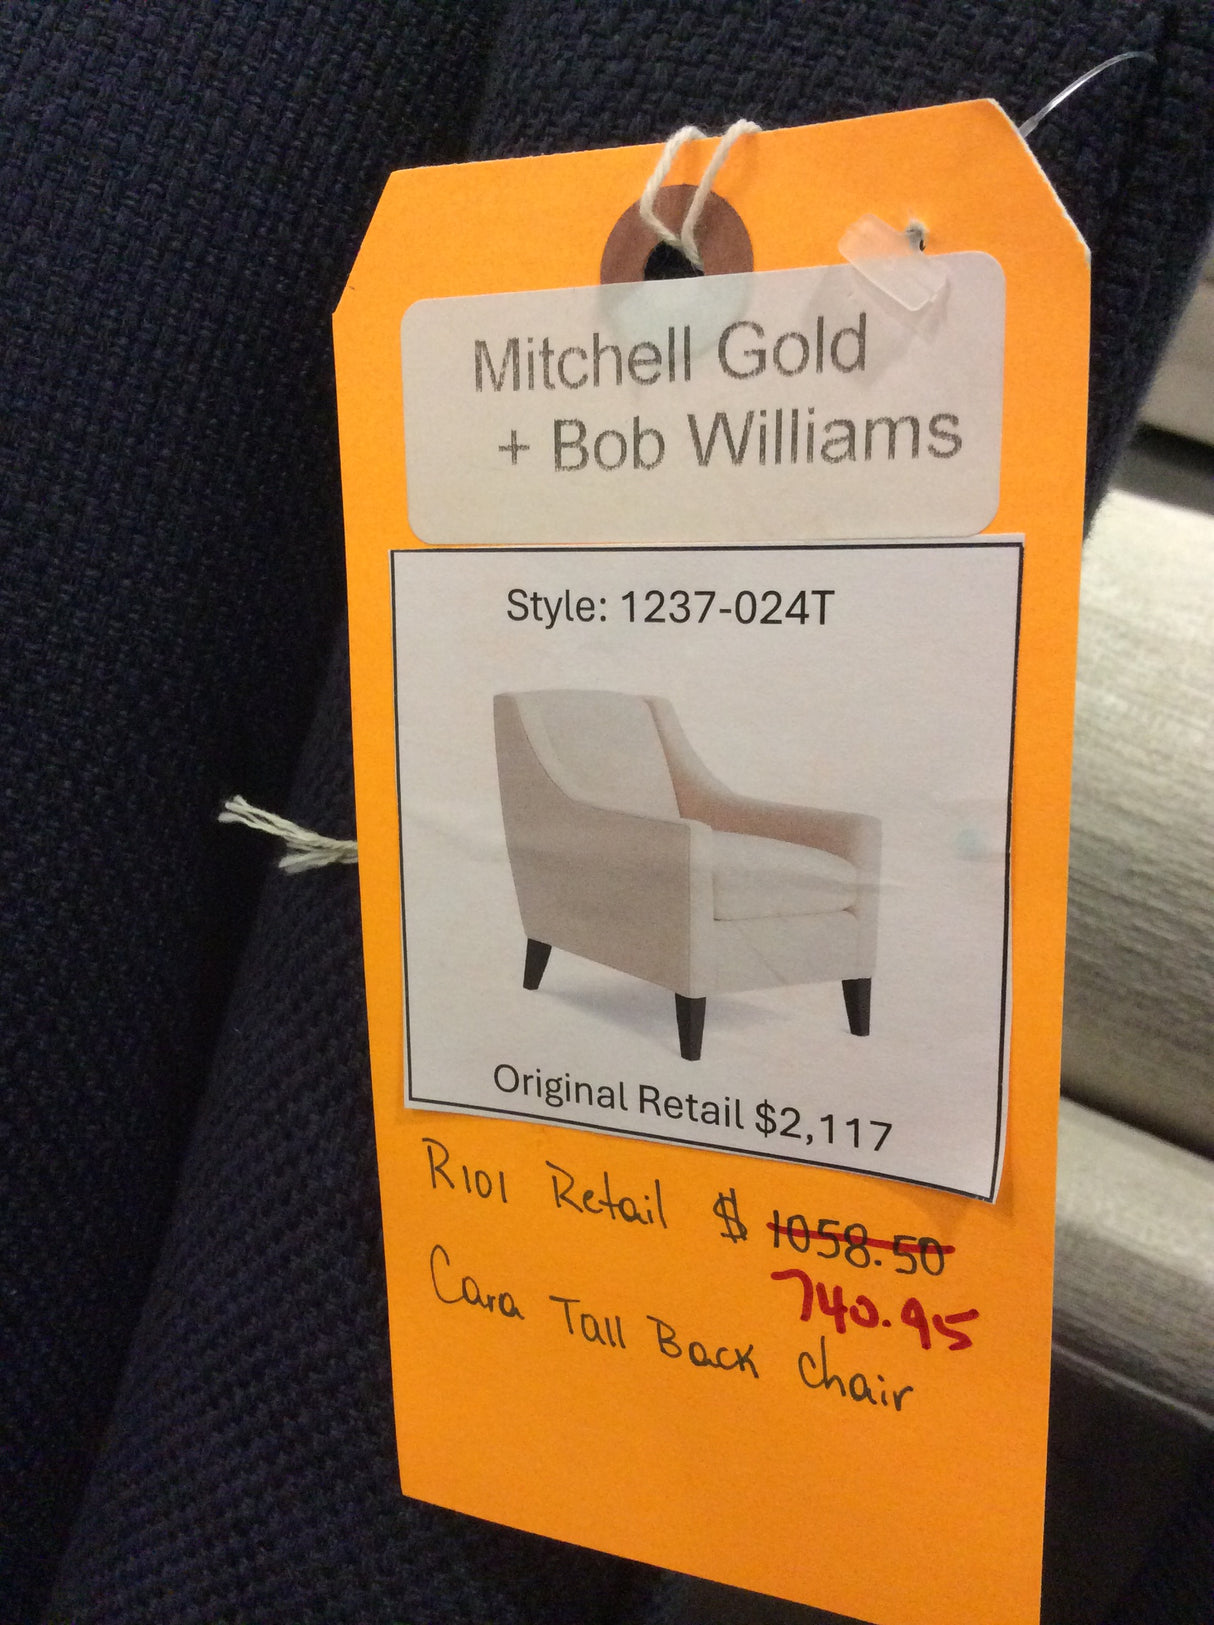 Mitchell Gold
+ Bob Williams
Style: 1237-024T
Original Retail $2,117
R101 Retail $ 1058.50
740.95
Cara Tall Back Chair